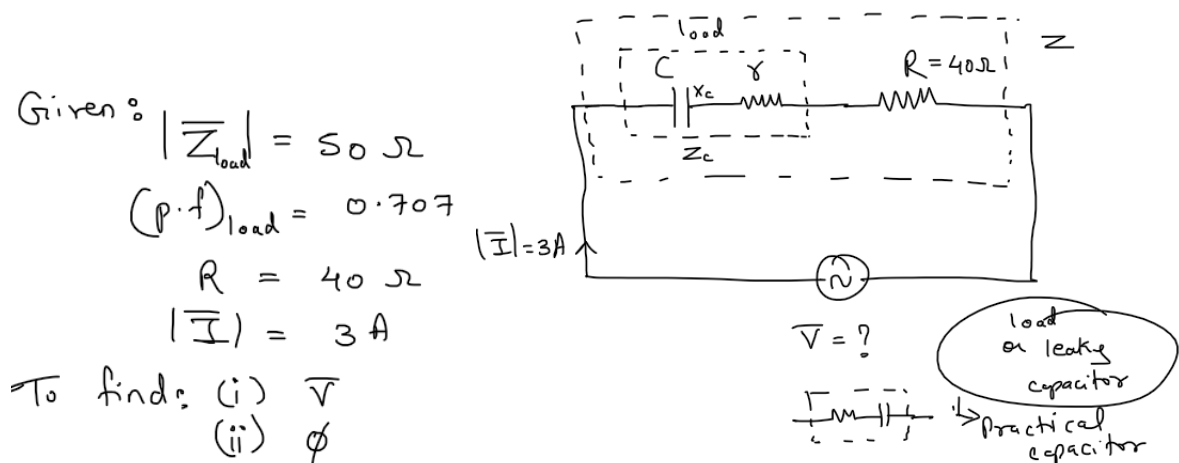 Given:
|Z̅load| = 50 Ω
(p.f)load = 0.707
R = 40 Ω
|I̅| = 3 A
To find: (i) V̅
(ii) ϕ
load
Z
C
r
R = 40Ω
xc
Zc
|I̅| = 3A
V̅ = ?
load
or leaky
capacitor
↳ practical
capacitor